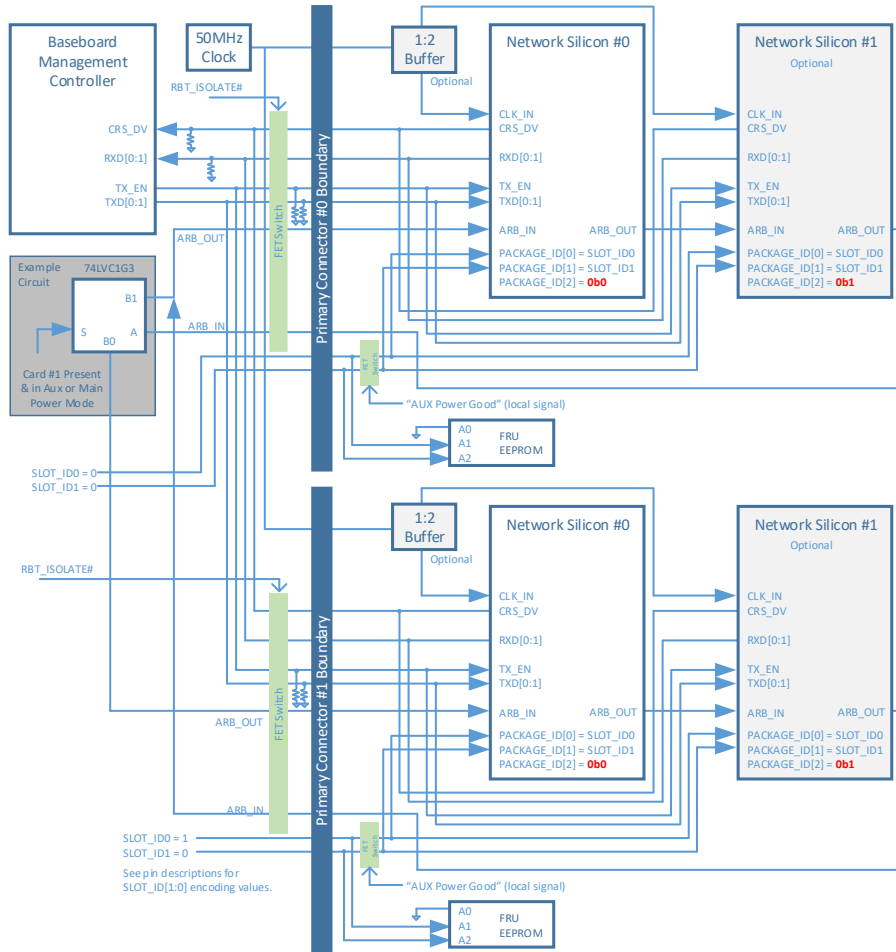 Baseboard
Management
Controller
CRS_DV
RXD[0:1]
TX_EN
TXD[0:1]
50MHz
Clock
RBT_ISOLATE#
FET Switch
ARB_OUT
ARB_IN
Example
Circuit
74LVC1G3
B1
S
A
B0
Card #1 Present
& in Aux or Main
Power Mode
SLOT_ID0 = 0
SLOT_ID1 = 0
Primary Connector #0 Boundary
1:2
Buffer
Optional
Network Silicon #0
CLK_IN
CRS_DV
RXD[0:1]
TX_EN
TXD[0:1]
ARB_IN
ARB_OUT
PACKAGE_ID[0] = SLOT_ID0
PACKAGE_ID[1] = SLOT_ID1
PACKAGE_ID[2] = 0b0
Network Silicon #1
Optional
CLK_IN
CRS_DV
RXD[0:1]
TX_EN
TXD[0:1]
ARB_IN
ARB_OUT
PACKAGE_ID[0] = SLOT_ID0
PACKAGE_ID[1] = SLOT_ID1
PACKAGE_ID[2] = 0b1
FET
Switch
“AUX Power Good” (local signal)
A0
A1
A2
FRU
EEPROM
RBT_ISOLATE#
FET Switch
ARB_OUT
ARB_IN
SLOT_ID0 = 1
SLOT_ID1 = 0
See pin descriptions for
SLOT_ID[1:0] encoding values.
Primary Connector #1 Boundary
1:2
Buffer
Optional
Network Silicon #0
CLK_IN
CRS_DV
RXD[0:1]
TX_EN
TXD[0:1]
ARB_IN
ARB_OUT
PACKAGE_ID[0] = SLOT_ID0
PACKAGE_ID[1] = SLOT_ID1
PACKAGE_ID[2] = 0b0
Network Silicon #1
Optional
CLK_IN
CRS_DV
RXD[0:1]
TX_EN
TXD[0:1]
ARB_IN
ARB_OUT
PACKAGE_ID[0] = SLOT_ID0
PACKAGE_ID[1] = SLOT_ID1
PACKAGE_ID[2] = 0b1
FET
Switch
“AUX Power Good” (local signal)
A0
A1
A2
FRU
EEPROM